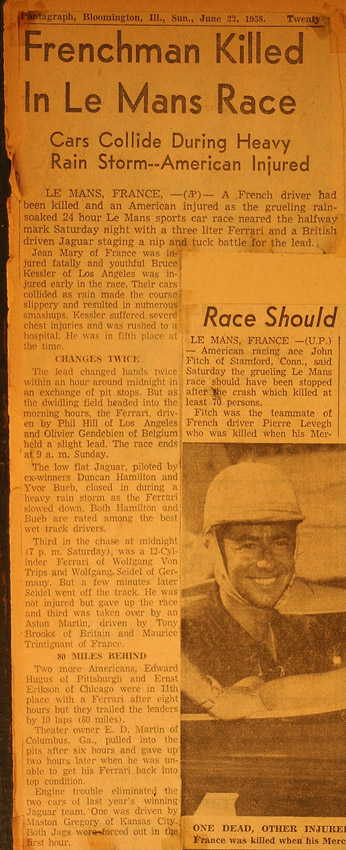 Pantagraph, Bloomington, Ill., Sun., June 22, 1958. Twenty
Frenchman Killed
In Le Mans Race
Cars Collide During Heavy
Rain Storm--American Injured
LE MANS, FRANCE, —(AP)— A French driver had
been killed and an American injured as the grueling rain-
soaked 24 hour Le Mans sports car race neared the halfway
mark Saturday night with a three liter Ferrari and a British
driven Jaguar staging a nip and tuck battle for the lead.
Jean Mary of France was in-
jured fatally and youthful Bruce
Kessler of Los Angeles was in-
jured early in the race. Their cars
collided as rain made the course
slippery and resulted in numerous
smashups. Kessler suffered severe
chest injuries and was rushed to a
hospital. He was in fifth place at
the time.
CHANGES TWICE
The lead changed hands twice
within an hour around midnight in
an exchange of pit stops. But as
the dwidling field headed into the
morning hours, the Ferrari, driv-
en by Phil Hill of Los Angeles
and Olivier Gendebien of Belgium
held a slight lead. The race ends
at 9 a. m. Sunday.
The low flat Jaguar, piloted by
ex-winners Duncan Hamilton and
Yvor Bueb, closed in during a
heavy rain storm as the Ferrari
slowed down. Both Hamilton and
Bueb are rated among the best
wet track drivers.
Third in the chase at midnight
(7 p. m. Saturday), was a 12-Cyl-
inder Ferrari of Wolfgang Von
Trips and Wolfgang Seidel of Ger-
many. But a few minutes later
Seidel went off the track. He was
not injured but gave up the race
and third was taken over by an
Aston Martin, driven by Tony
Brooks of Britain and Maurice
Trintignant of France.
80 MILES BEHIND
Two more Americans, Edward
Hugus of Pittsburgh and Ernst
Erikson of Chicago were in 11th
place with a Ferrari after eight
hours but they trailed the leaders
by 10 laps (80 miles).
Theater owner E. D. Martin of
Columbus, Ga., pulled into the
pits after six hours and gave up
two hours later when he was un-
able to get his Ferrari back into
top condition.
Engine trouble eliminated the
two cars of last year's winning
Jaguar team. One was driven by
Maston Gregory of Kansas City.
Both Jags were forced out in the
first hour.
Race Should
LE MANS, FRANCE —(U.P.)
— American racing ace John
Fitch of Stamford, Conn., said
Saturday the grueling Le Mans
race should have been stopped
after the crash which killed at
least 70 persons.
Fitch was the teammate of
French driver Pierre Levegh
who was killed when his Mer-
ONE DEAD, OTHER INJURED
France was killed when his Merc